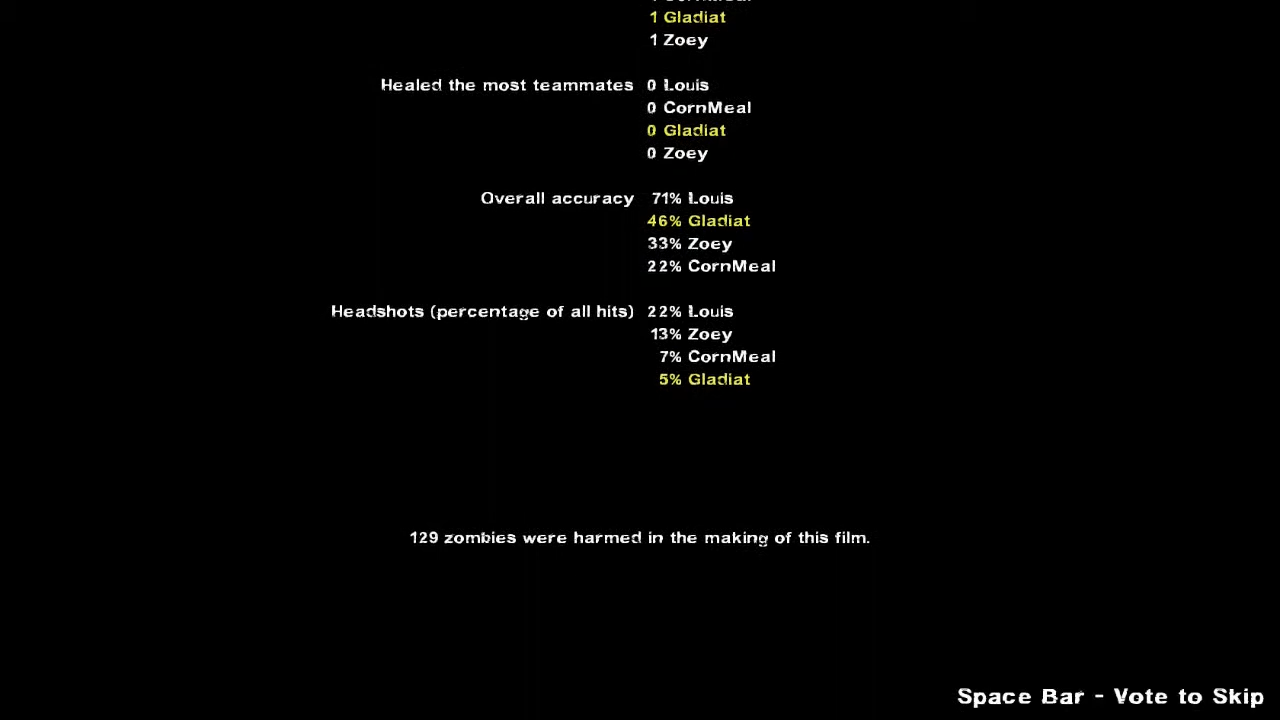 1 Gladiat
1 Zoey
Healed the most teammates 0 Louis
0 CornMeal
0 Gladiat
0 Zoey
Overall accuracy 71% Louis
46% Gladiat
33% Zoey
22% CornMeal
Headshots (percentage of all hits) 22% Louis
13% Zoey
7% CornMeal
5% Gladiat
129 zombies were harmed in the making of this film.
Space Bar - Vote to Skip